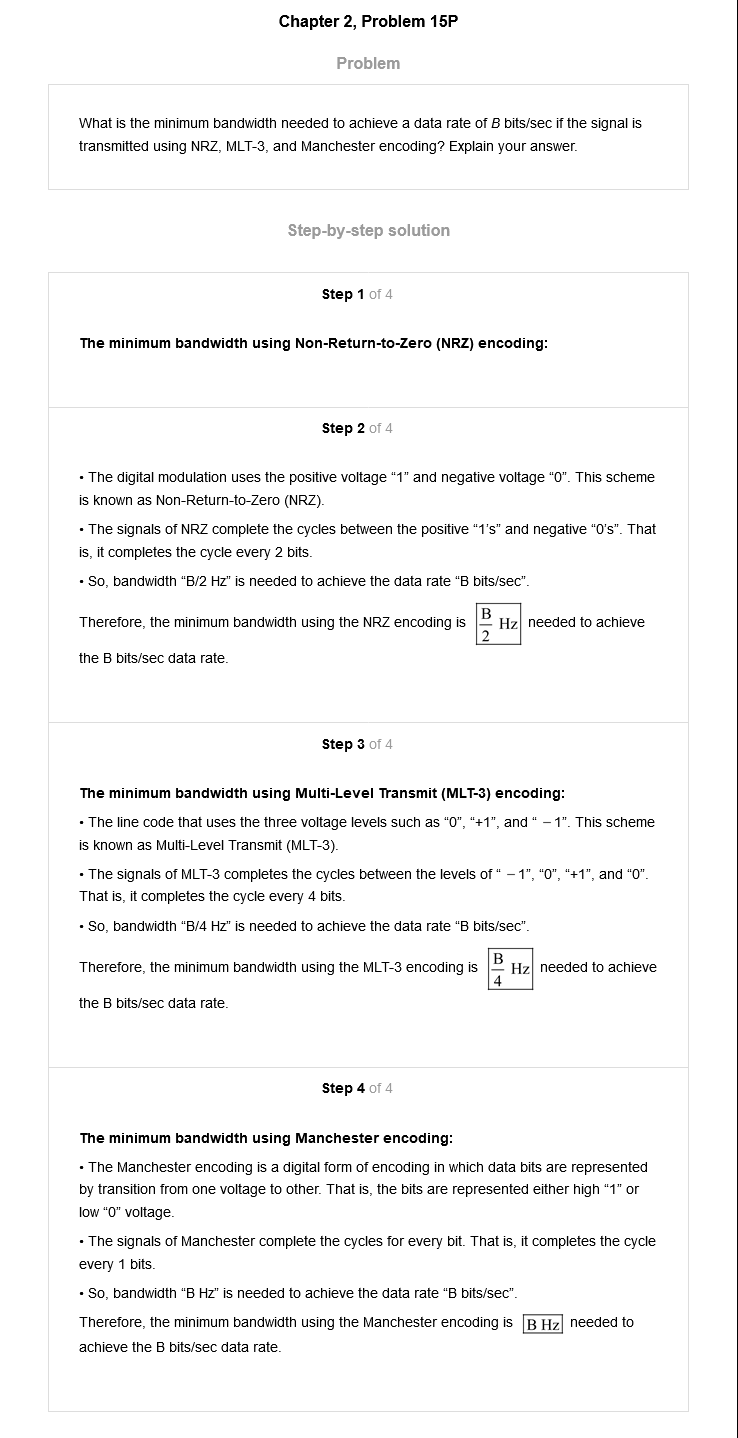 Chapter 2, Problem 15P
Problem
What is the minimum bandwidth needed to achieve a data rate of B bits/sec if the signal is
transmitted using NRZ, MLT-3, and Manchester encoding? Explain your answer.
Step-by-step solution
Step 1 of 4
The minimum bandwidth using Non-Return-to-Zero (NRZ) encoding:
Step 2 of 4
• The digital modulation uses the positive voltage “1” and negative voltage “0”. This scheme
is known as Non-Return-to-Zero (NRZ).
• The signals of NRZ complete the cycles between the positive “1’s” and negative “0’s”. That
is, it completes the cycle every 2 bits.
• So, bandwidth “B/2 Hz” is needed to achieve the data rate “B bits/sec”.
Therefore, the minimum bandwidth using the NRZ encoding is B/2 Hz needed to achieve
the B bits/sec data rate.
Step 3 of 4
The minimum bandwidth using Multi-Level Transmit (MLT-3) encoding:
• The line code that uses the three voltage levels such as “0”, “+1”, and “ – 1”. This scheme
is known as Multi-Level Transmit (MLT-3).
• The signals of MLT-3 completes the cycles between the levels of “ – 1”, “0”, “+1”, and “0”.
That is, it completes the cycle every 4 bits.
• So, bandwidth “B/4 Hz” is needed to achieve the data rate “B bits/sec”.
Therefore, the minimum bandwidth using the MLT-3 encoding is B/4 Hz needed to achieve
the B bits/sec data rate.
Step 4 of 4
The minimum bandwidth using Manchester encoding:
• The Manchester encoding is a digital form of encoding in which data bits are represented
by transition from one voltage to other. That is, the bits are represented either high “1” or
low “0” voltage.
• The signals of Manchester complete the cycles for every bit. That is, it completes the cycle
every 1 bits.
• So, bandwidth “B Hz” is needed to achieve the data rate “B bits/sec”.
Therefore, the minimum bandwidth using the Manchester encoding is B Hz needed to
achieve the B bits/sec data rate.